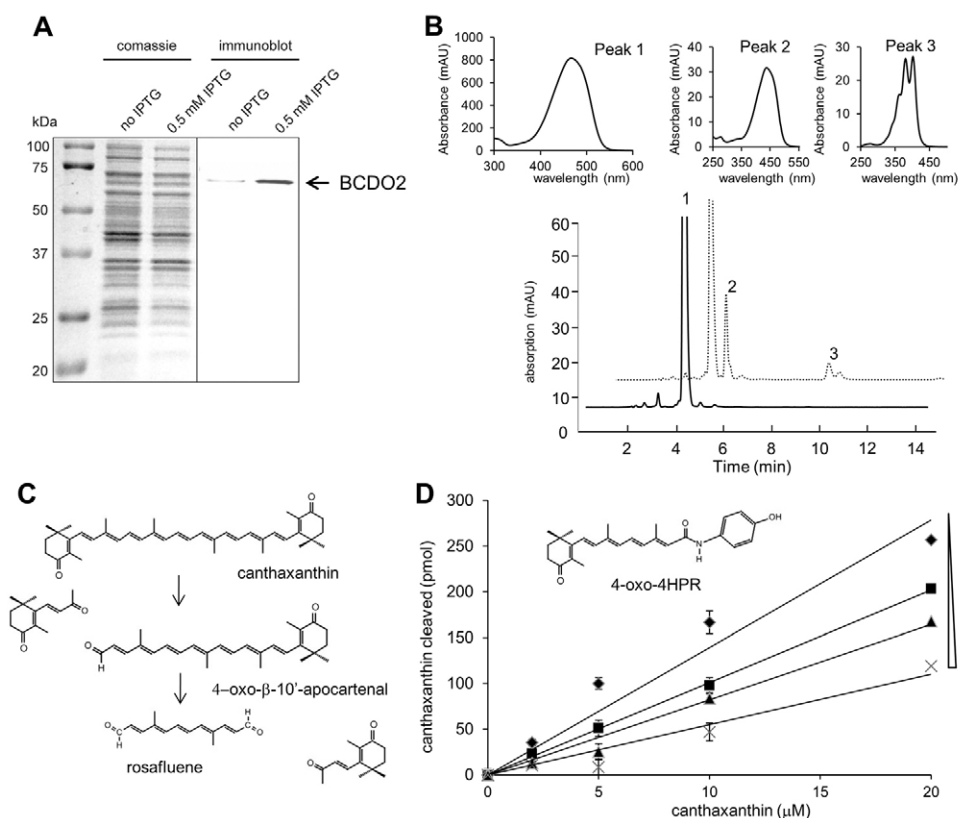 A
comassie
immunoblot
no IPTG
0.5 mM IPTG
no IPTG
0.5 mM IPTG
kDa
100
75
50
37
25
20
BCDO2
B
Peak 1
Absorbance (mAU)
1000
800
600
400
200
0
300 400 500 600
wavelength (nm)
Peak 2
Absorbance (mAU)
40
30
20
10
0
250 350 450 550
wavelength (nm)
Peak 3
Absorbance (mAU)
30
20
10
0
250 350 450
wavelength (nm)
absorption (mAU)
60
50
40
30
20
10
0
1
2
3
2 4 6 8 10 12 14
Time (min)
C
O
O
canthaxanthin
O
O
O
H
O
4–oxo-β-10’-apocartenal
O
H
H
O
rosafluene
O
O
D
canthaxanthin cleaved (pmol)
300
250
200
150
100
50
0
O
O
N
H
OH
4-oxo-4HPR
0 5 10 15 20
canthaxanthin (μM)